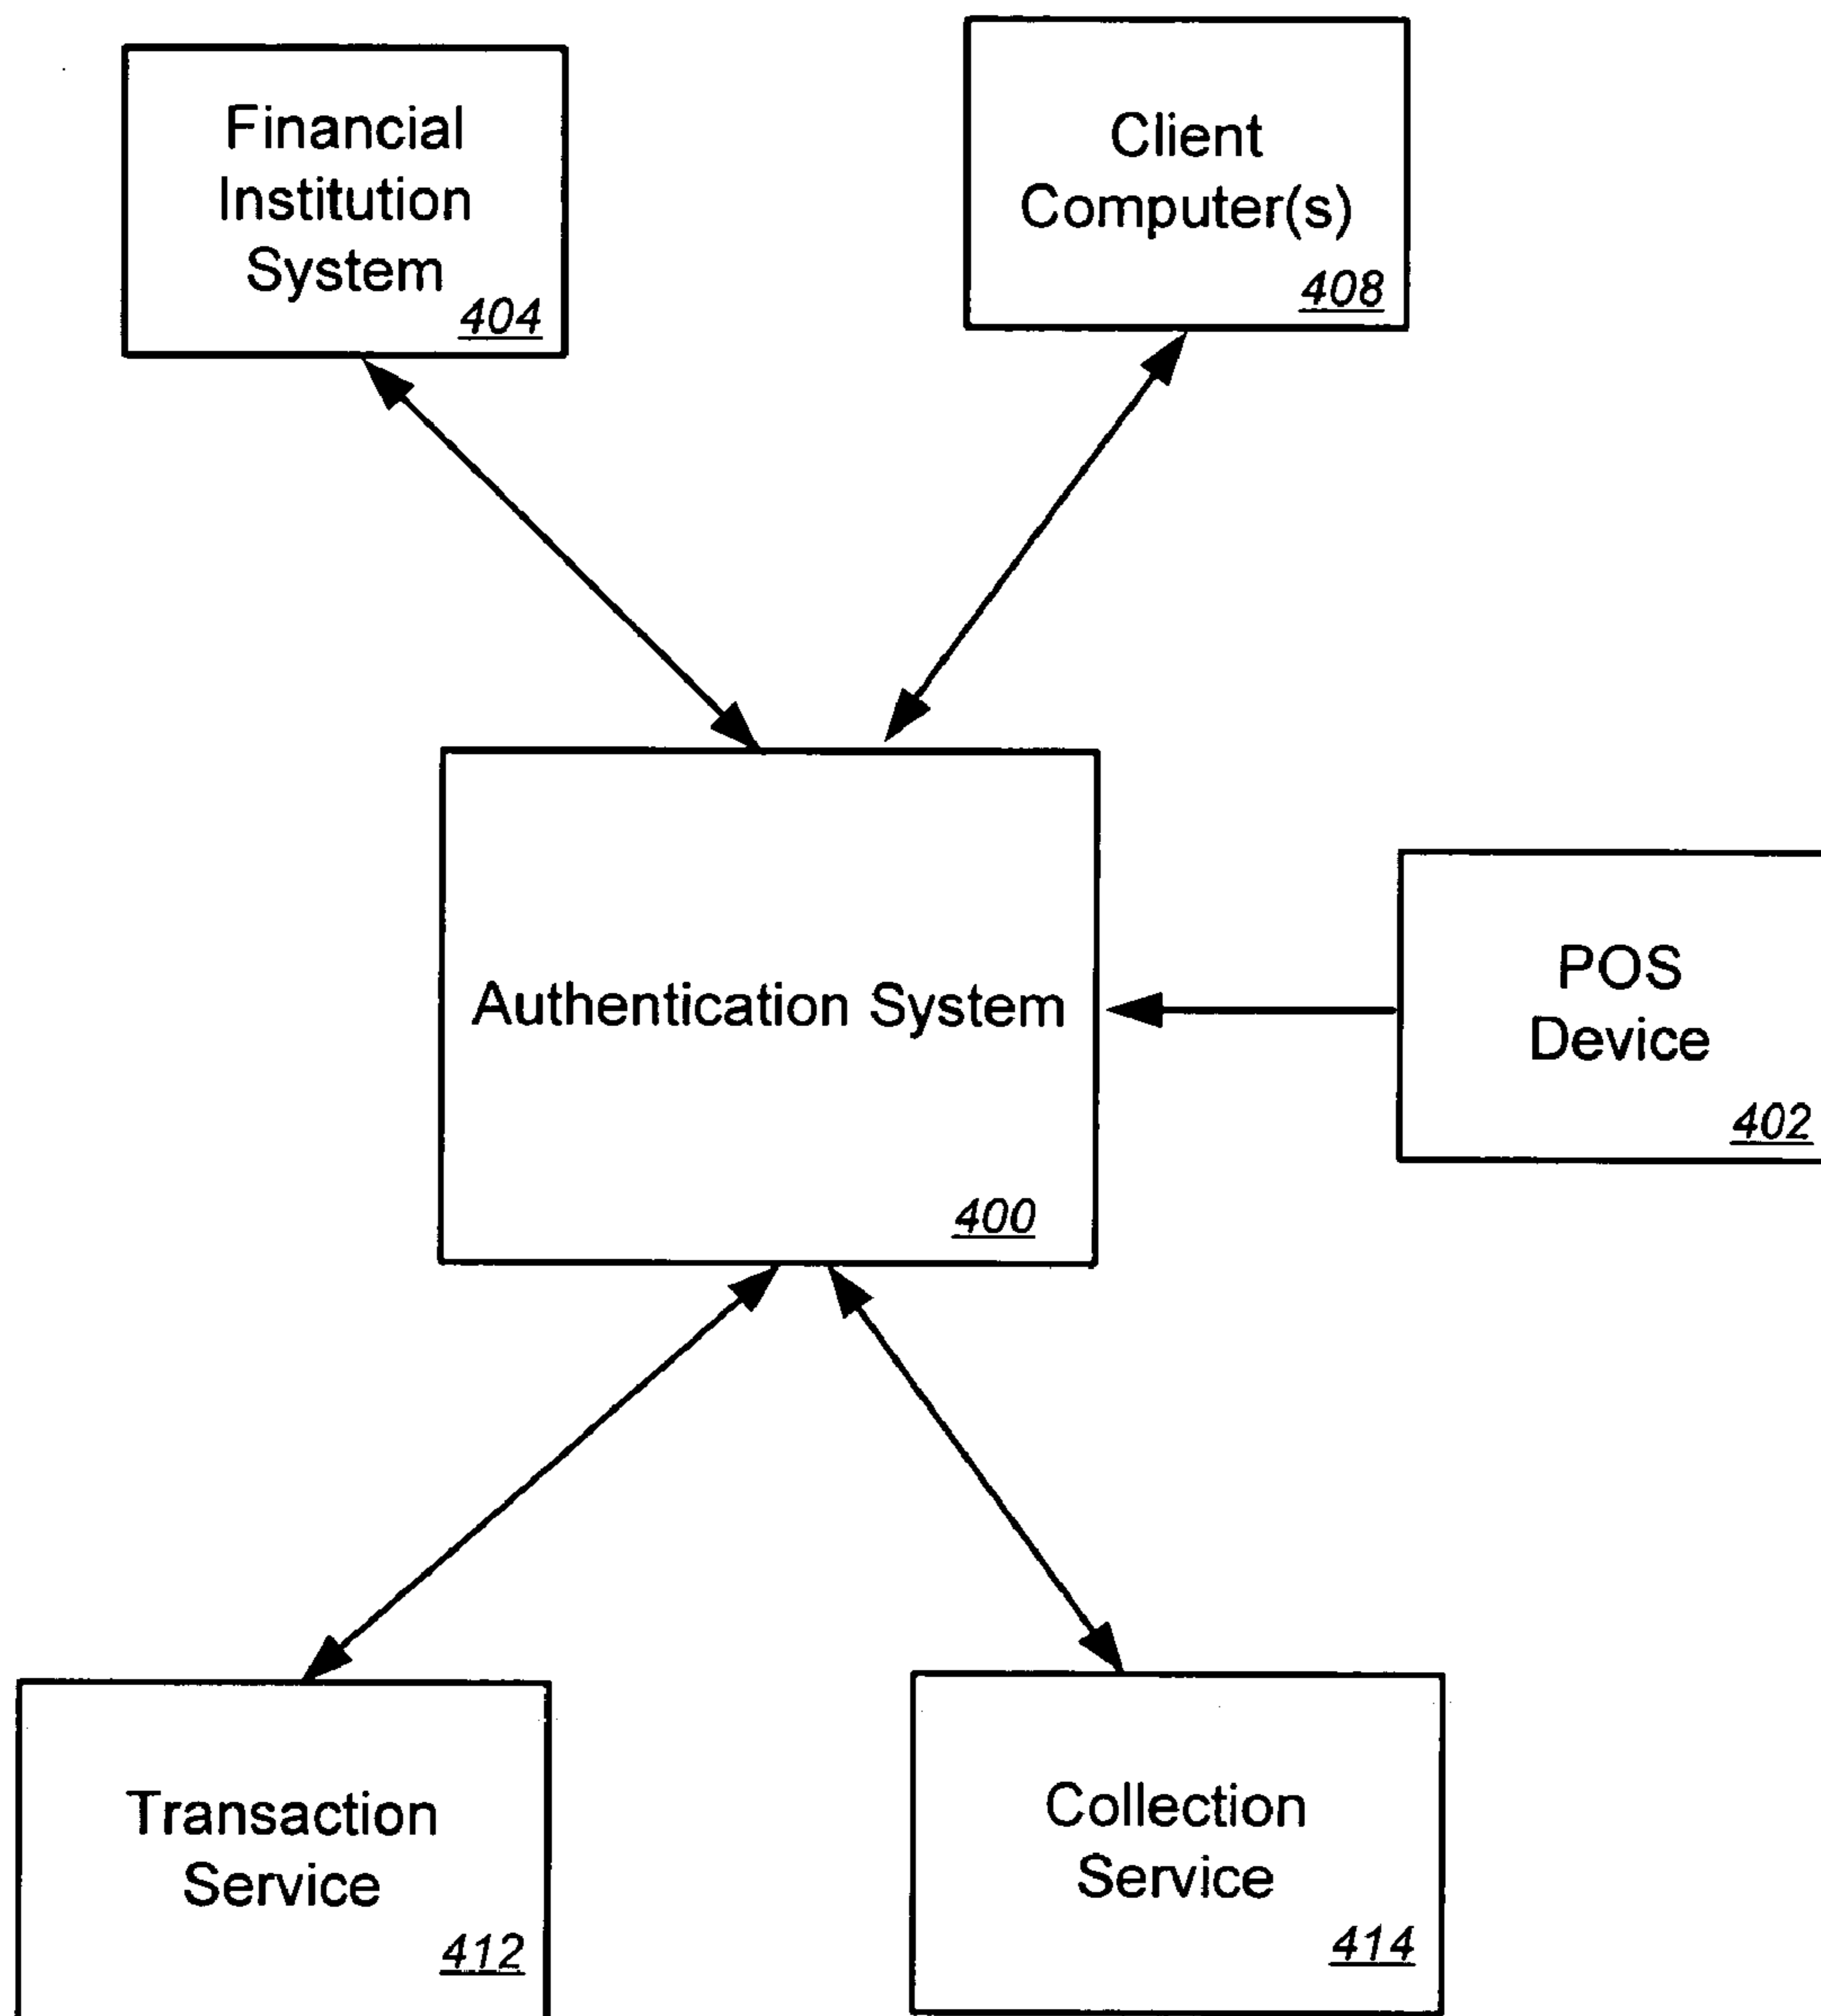 Financial
Institution
System
404
Client
Computer(s)
408
Authentication System
400
POS
Device
402
Transaction
Service
412
Collection
Service
414